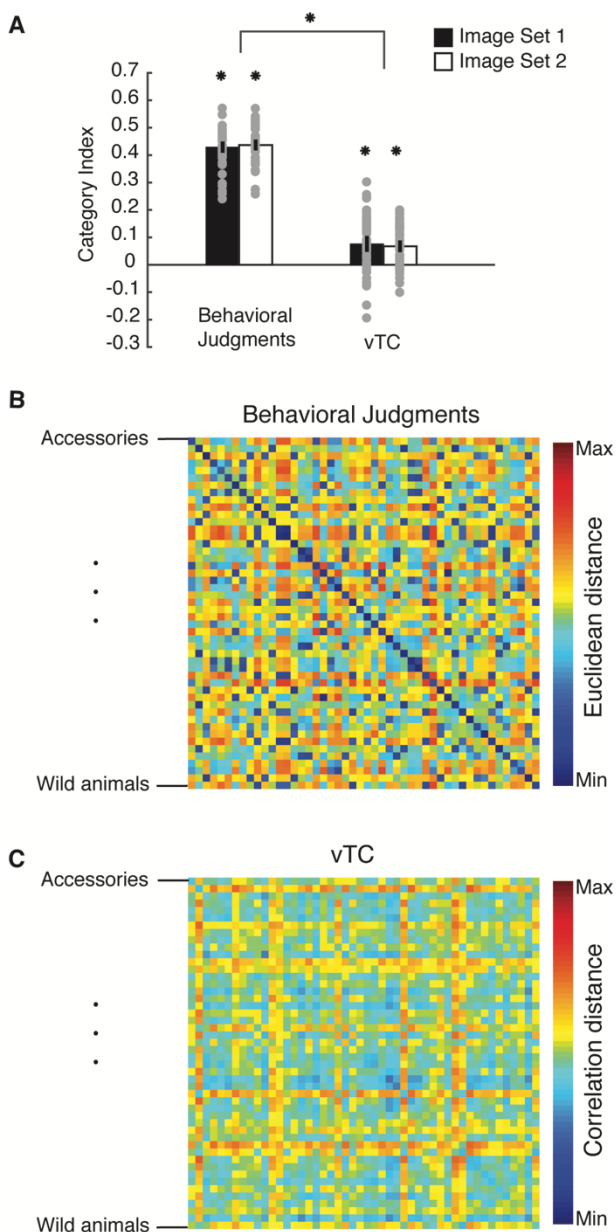 A
*
Image Set 1
Image Set 2
0.7
0.6
0.5
0.4
0.3
0.2
0.1
0
-0.1
-0.2
-0.3
Category Index
* *
* *
Behavioral
Judgments
vTC
B
Behavioral Judgments
Accessories
Wild animals
Max
Euclidean distance
Min
C
vTC
Accessories
Wild animals
Max
Correlation distance
Min